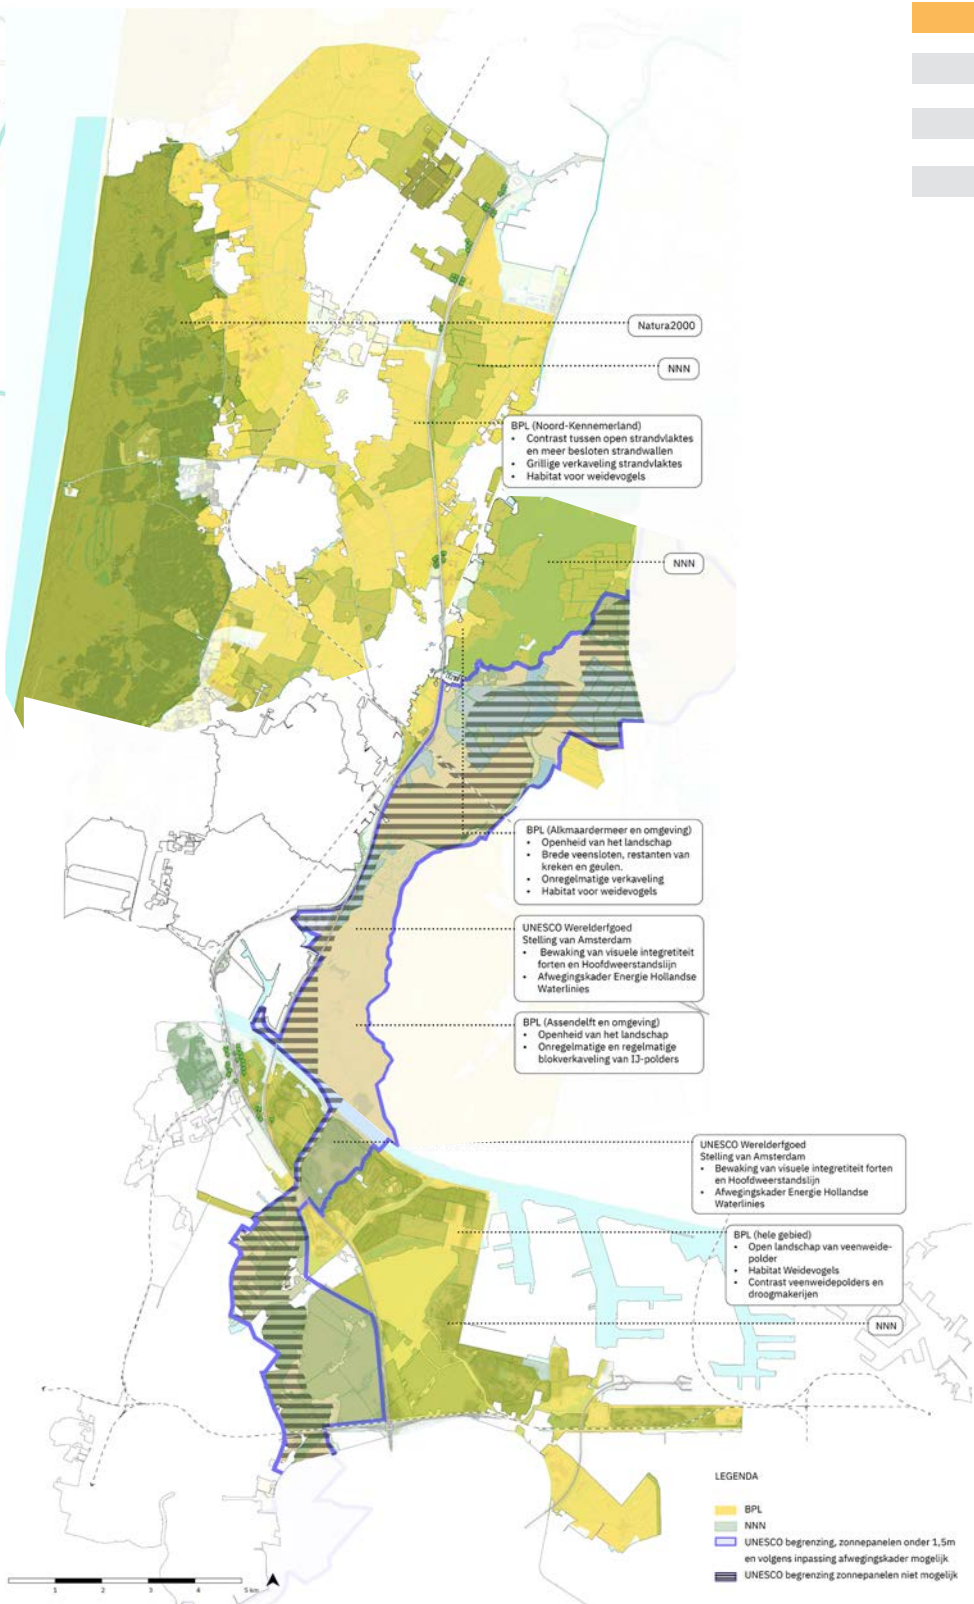 Natura2000
NNN
BPL (Noord-Kennemerland)
• Contrast tussen open strandvlaktes
en meer besloten strandwallen
• Grillige verkaveling strandvlaktes
• Habitat voor weidevogels
NNN
BPL (Alkmaardermeer en omgeving)
• Openheid van het landschap
• Brede veensloten, restanten van
kreken en geulen.
• Onregelmatige verkaveling
• Habitat voor weidevogels
UNESCO Werelderfgoed
Stelling van Amsterdam
• Bewaking van visuele integretiteit
forten en Hoofdweerstandslijn
• Afwegingskader Energie Hollandse
Waterlinies
BPL (Assendelft en omgeving)
• Openheid van het landschap
• Onregelmatige en regelmatige
blokverkaveling van IJ-polders
UNESCO Werelderfgoed
Stelling van Amsterdam
• Bewaking van visuele integretiteit forten
en Hoofdweerstandslijn
• Afwegingskader Energie Hollandse
Waterlinies
BPL (hele gebied)
• Open landschap van veenweide-
polder
• Habitat Weidevogels
• Contrast veenweidepolders en
droogmakerijen
NNN
LEGENDA
BPL
NNN
UNESCO begrenzing, zonnepanelen onder 1,5m
en volgens inpassing afwegingskader mogelijk
UNESCO begrenzing zonnepanelen niet mogelijk
1 2 3 4 5 km